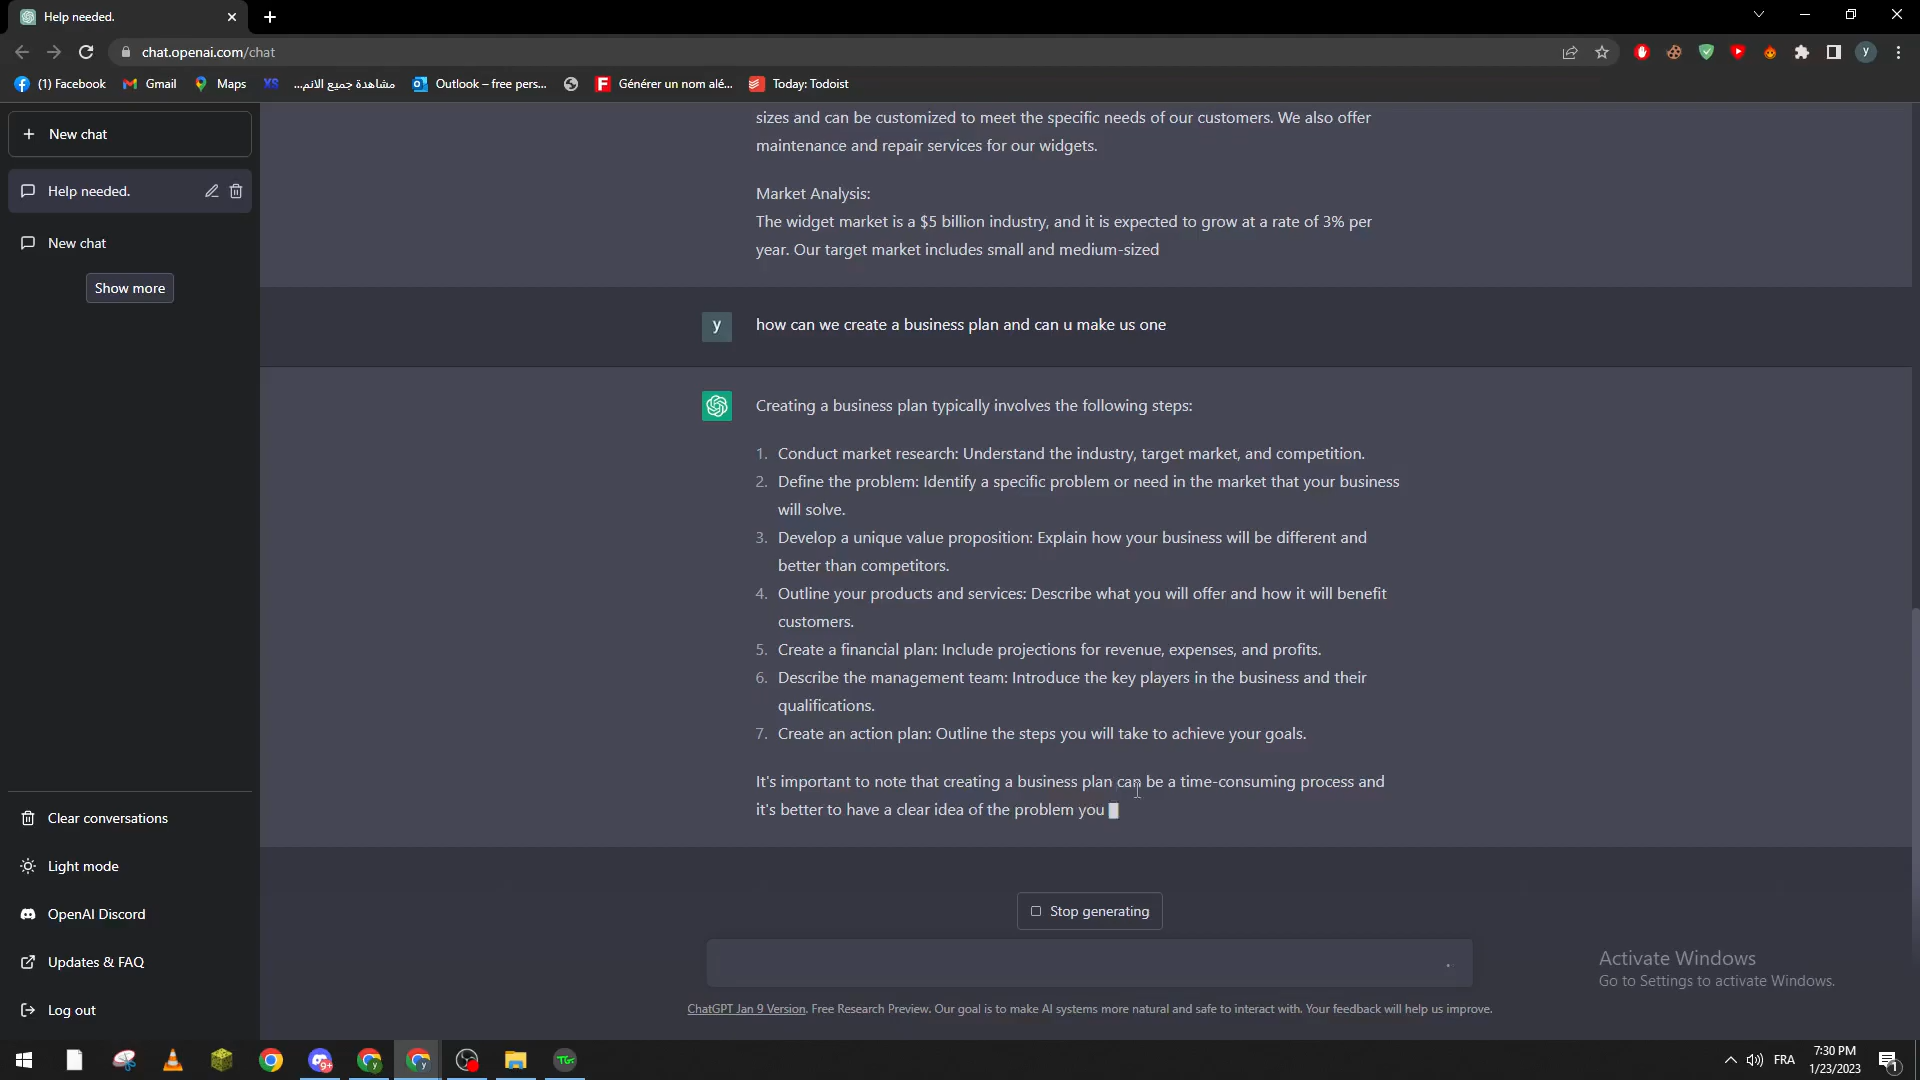 Help needed.
chat.openai.com/chat
y
(1) Facebook
Gmail
Maps
XS
مشاهدة جميع الانم...
Outlook – free pers...
F
Générer un nom alé...
Today: Todoist
New chat
Help needed.
New chat
Show more
sizes and can be customized to meet the specific needs of our customers. We also offer
maintenance and repair services for our widgets.
Market Analysis:
The widget market is a $5 billion industry, and it is expected to grow at a rate of 3% per
year. Our target market includes small and medium-sized
y
how can we create a business plan and can u make us one
Creating a business plan typically involves the following steps:
1. Conduct market research: Understand the industry, target market, and competition.
2. Define the problem: Identify a specific problem or need in the market that your business
will solve.
3. Develop a unique value proposition: Explain how your business will be different and
better than competitors.
4. Outline your products and services: Describe what you will offer and how it will benefit
customers.
5. Create a financial plan: Include projections for revenue, expenses, and profits.
6. Describe the management team: Introduce the key players in the business and their
qualifications.
7. Create an action plan: Outline the steps you will take to achieve your goals.
It's important to note that creating a business plan can be a time-consuming process and
it's better to have a clear idea of the problem you
Stop generating
Clear conversations
Light mode
OpenAI Discord
Updates & FAQ
Log out
Activate Windows
Go to Settings to activate Windows.
ChatGPT Jan 9 Version. Free Research Preview. Our goal is to make AI systems more natural and safe to interact with. Your feedback will help us improve.
9+
TGs
FRA
7:30 PM
1/23/2023
1